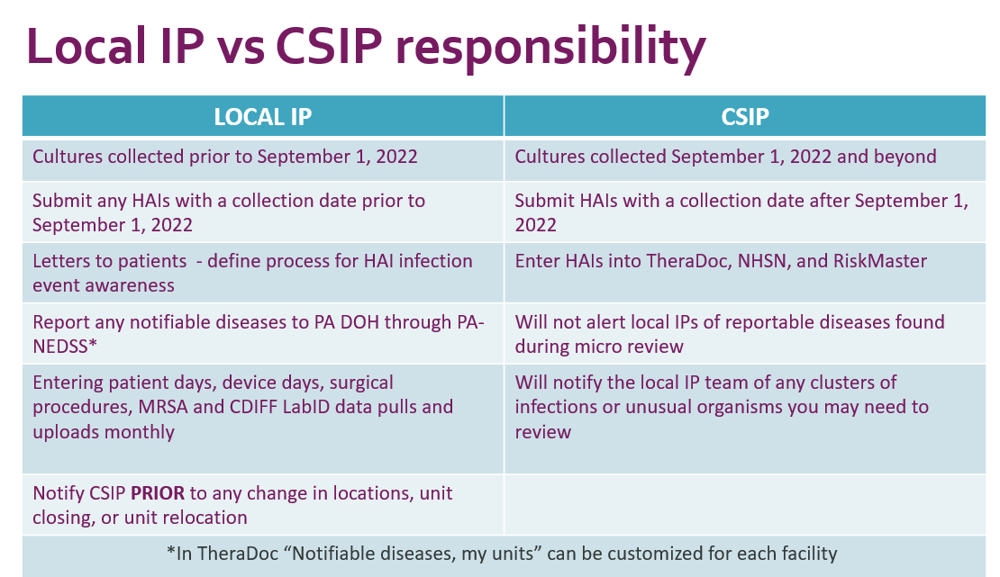 Local IP vs CSIP responsibility
LOCAL IP
CSIP
Cultures collected prior to September 1, 2022
Cultures collected September 1, 2022 and beyond
Submit any HAIs with a collection date prior to
September 1, 2022
Submit HAIs with a collection date after September 1,
2022
Letters to patients  - define process for HAI infection
event awareness
Enter HAIs into TheraDoc, NHSN, and RiskMaster
Report any notifiable diseases to PA DOH through PA-
NEDSS*
Will not alert local IPs of reportable diseases found
during micro review
Entering patient days, device days, surgical
procedures, MRSA and CDIFF LabID data pulls and
uploads monthly
Will notify the local IP team of any clusters of
infections or unusual organisms you may need to
review
Notify CSIP PRIOR to any change in locations, unit
closing, or unit relocation
*In TheraDoc “Notifiable diseases, my units” can be customized for each facility